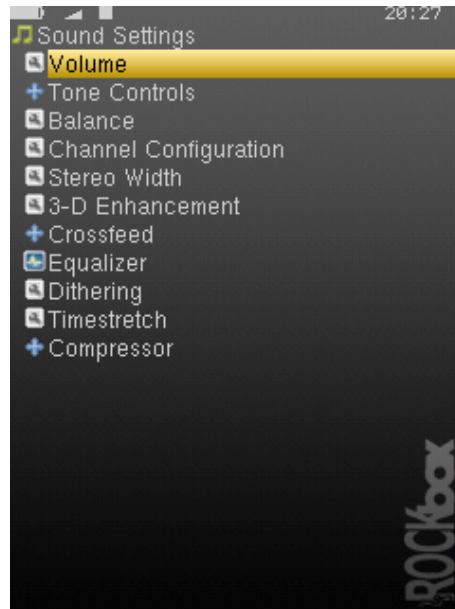 20:27
Sound Settings
Volume
Tone Controls
Balance
Channel Configuration
Stereo Width
3-D Enhancement
Crossfeed
Equalizer
Dithering
Timestretch
Compressor
ROCKbox